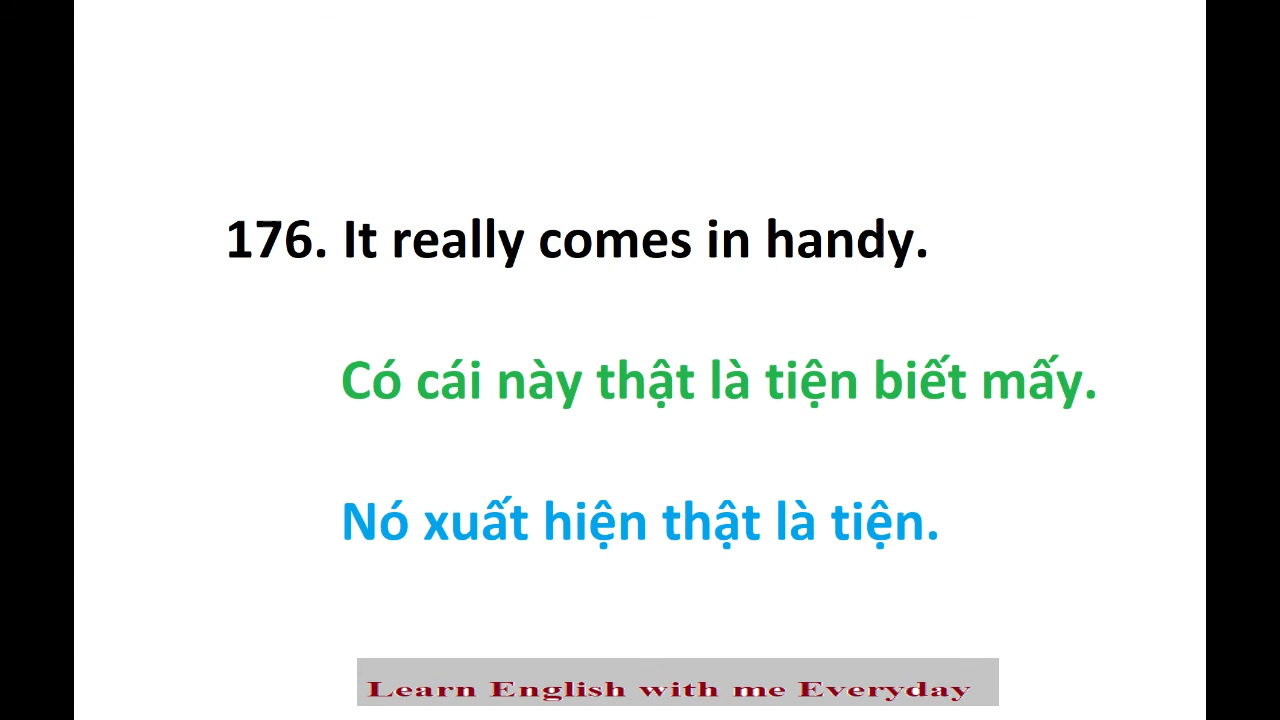 176. It really comes in handy.
Có cái này thật là tiện biết mấy.
Nó xuất hiện thật là tiện.
Learn English with me Everyday